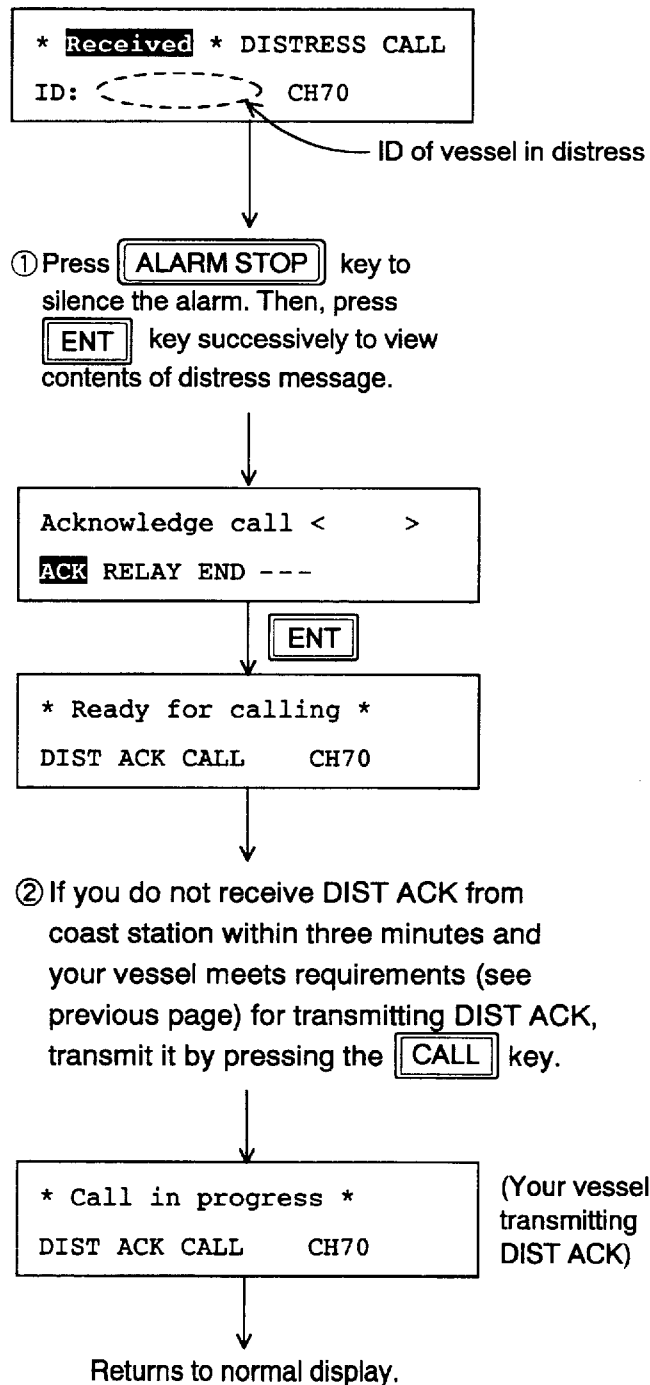 * Received * DISTRESS CALL
ID: CH70
ID of vessel in distress
① Press ALARM STOP key to
silence the alarm. Then, press
ENT key successively to view
contents of distress message.
Acknowledge call < >
ACK RELAY END ---
ENT
* Ready for calling *
DIST ACK CALL CH70
② If you do not receive DIST ACK from
coast station within three minutes and
your vessel meets requirements (see
previous page) for transmitting DIST ACK,
transmit it by pressing the CALL key.
* Call in progress *
DIST ACK CALL CH70
(Your vessel
transmitting
DIST ACK)
Returns to normal display.